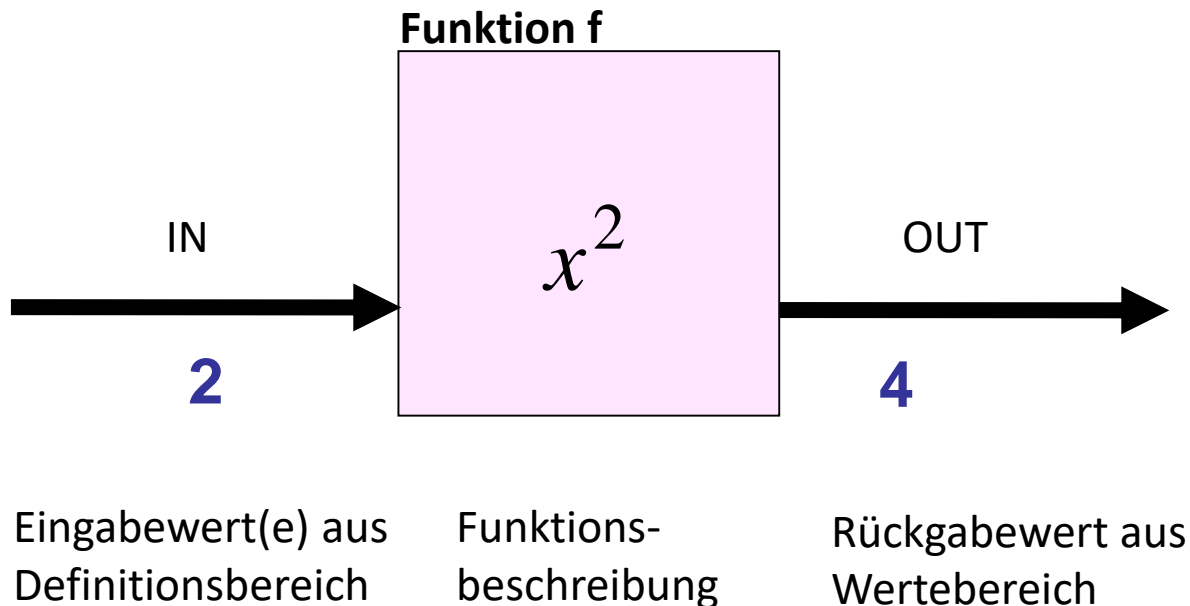 Funktion f
IN
x²
OUT
2
4
Eingabewert(e) aus
Definitionsbereich
Funktions-
beschreibung
Rückgabewert aus
Wertebereich